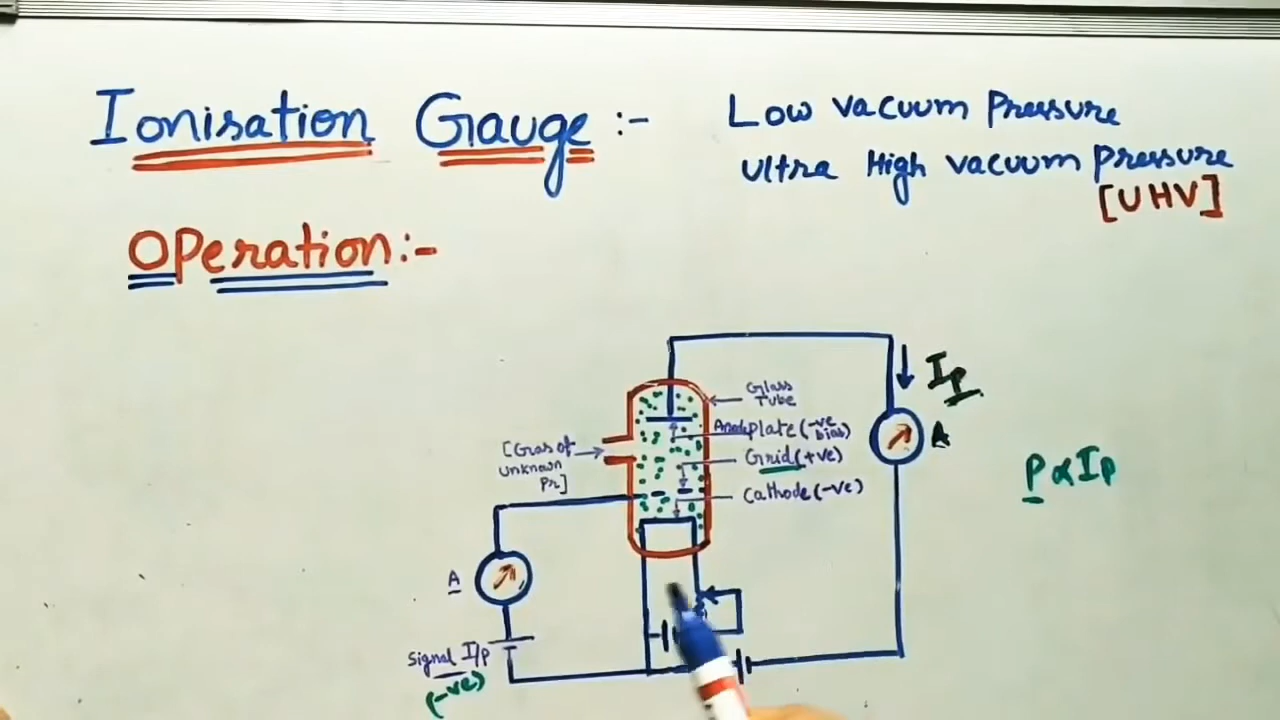 Ionisation Gauge :-
Low vacuum Pressure
Ultra High vacuum Pressure
[UHV]
OPeration:-
Ip
Glass
Tube
Anode plate (-ve
bias)
[Gas of
unknown
Pr]
Grid (+ve)
Cathode (-ve)
A
P ∝ Ip
A
Signal I/p
(-ve)